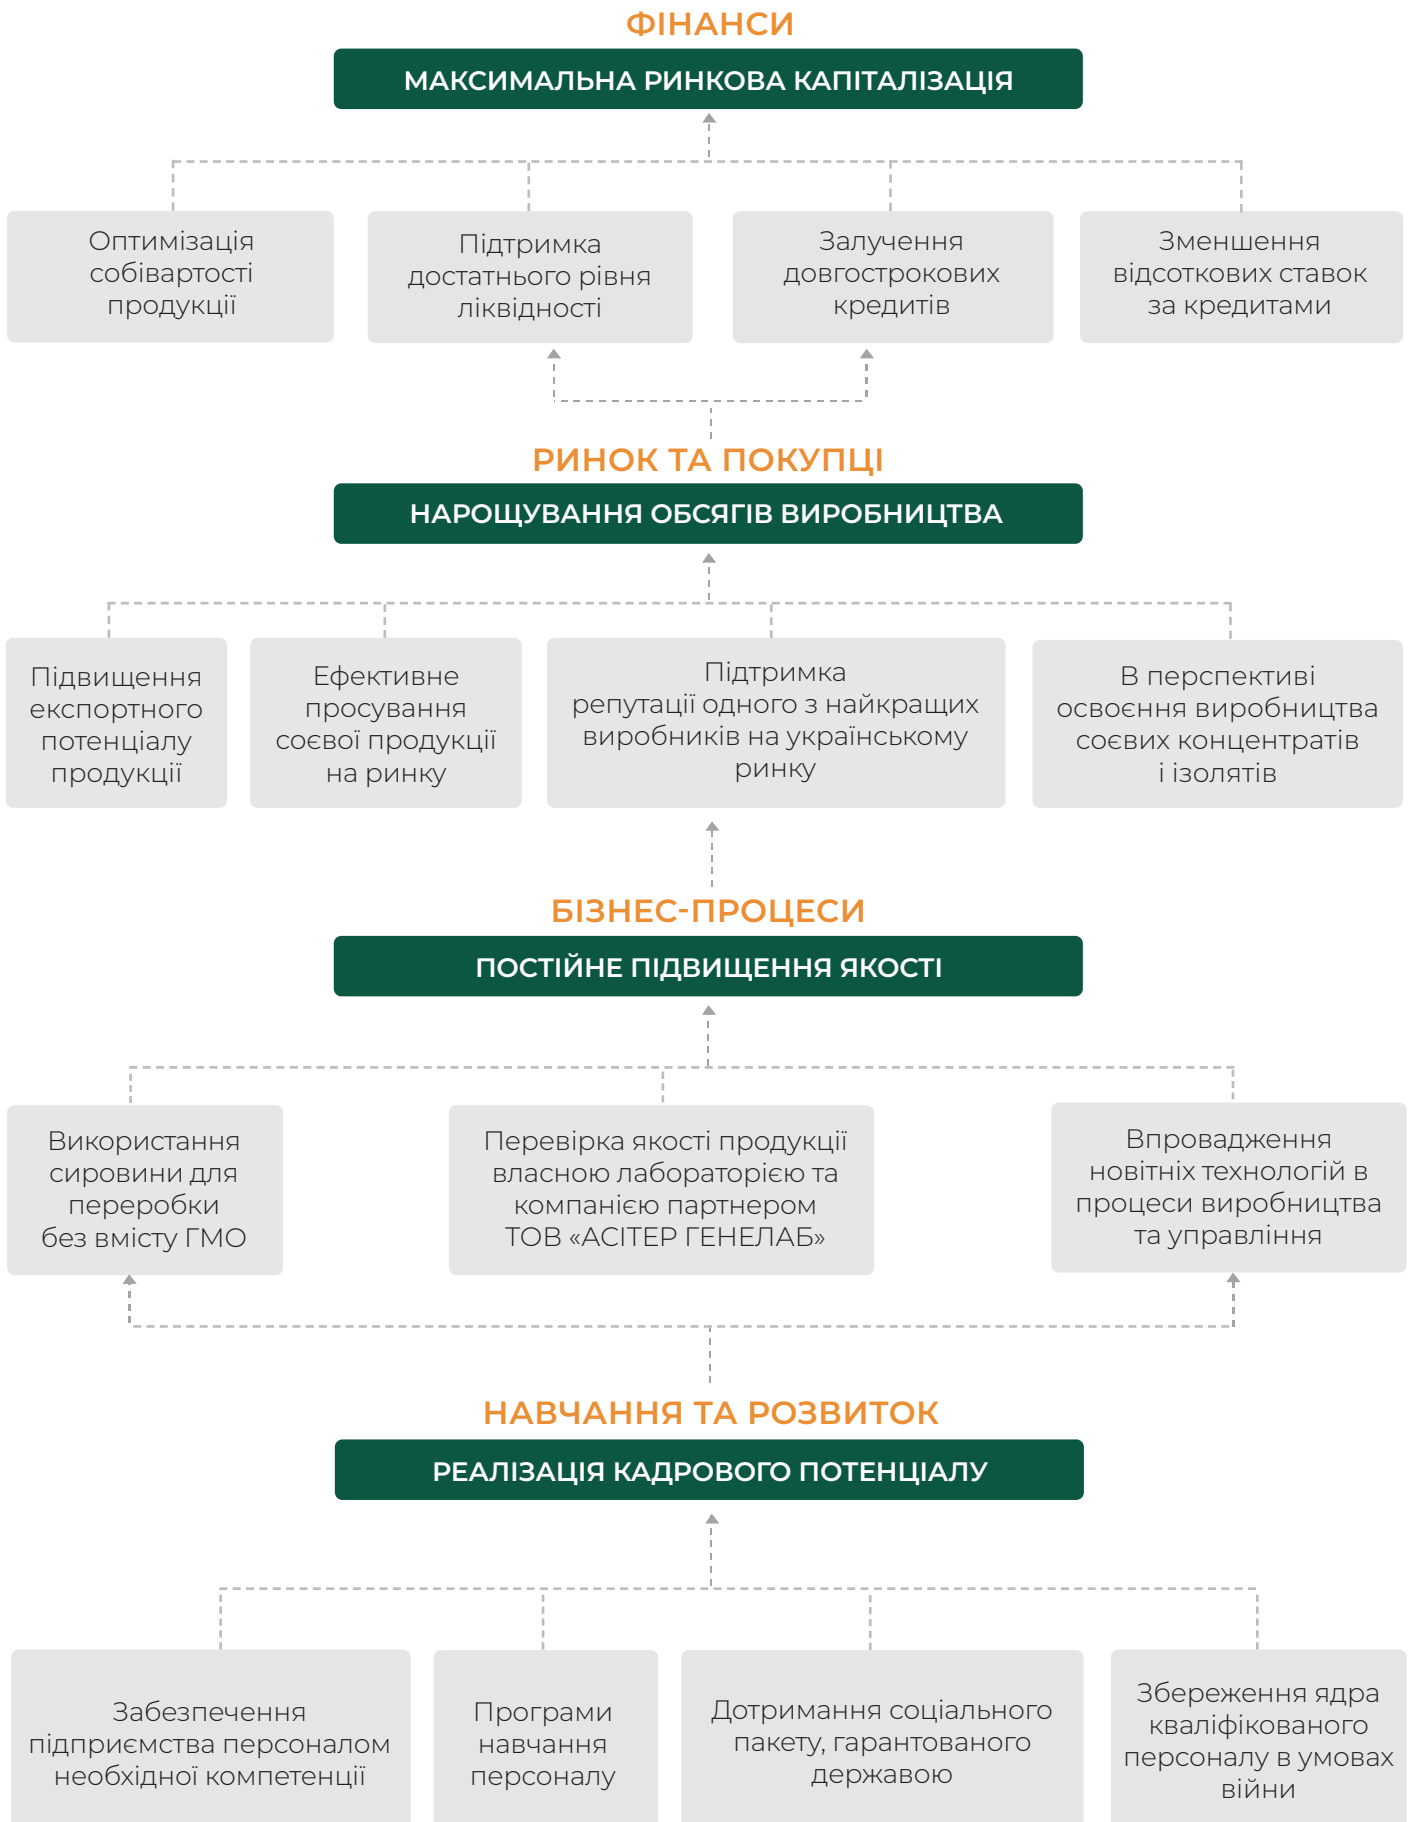 ФІНАНСИ
МАКСИМАЛЬНА РИНКОВА КАПІТАЛІЗАЦІЯ
Оптимізація
собівартості
продукції
Підтримка
достатнього рівня
ліквідності
Залучення
довгострокових
кредитів
Зменшення
відсоткових ставок
за кредитами
РИНОК ТА ПОКУПЦІ
НАРОЩУВАННЯ ОБСЯГІВ ВИРОБНИЦТВА
Підвищення
експортного
потенціалу
продукції
Ефективне
просування
соєвої продукції
на ринку
Підтримка
репутації одного з найкращих
виробників на українському
ринку
В перспективі
освоєння виробництва
соєвих концентратів
і ізолятів
БІЗНЕС-ПРОЦЕСИ
ПОСТІЙНЕ ПІДВИЩЕННЯ ЯКОСТІ
Використання
сировини для
переробки
без вмісту ГМО
Перевірка якості продукції
власною лабораторією та
компанією партнером
ТОВ «АСІТЕР ГЕНЕЛАБ»
Впровадження
новітніх технологій в
процеси виробництва
та управління
НАВЧАННЯ ТА РОЗВИТОК
РЕАЛІЗАЦІЯ КАДРОВОГО ПОТЕНЦІАЛУ
Забезпечення
підприємства персоналом
необхідної компетенції
Програми
навчання
персоналу
Дотримання соціального
пакету, гарантованого
державою
Збереження ядра
кваліфікованого
персоналу в умовах
війни